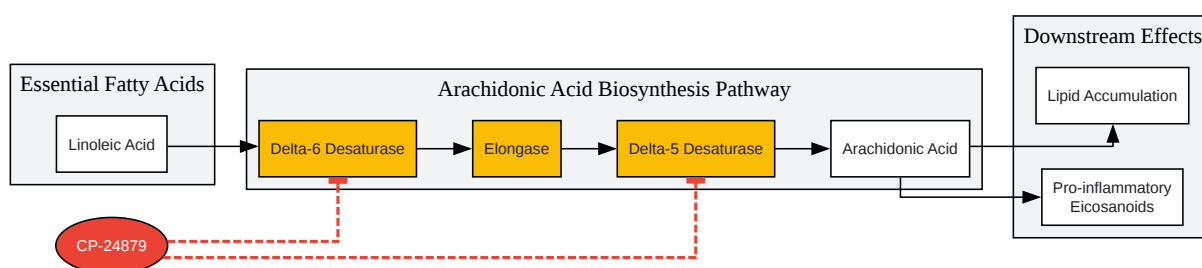 Downstream Effects
Essential Fatty Acids
Arachidonic Acid Biosynthesis Pathway
Lipid Accumulation
Linoleic Acid
Delta-6 Desaturase
Elongase
Delta-5 Desaturase
Arachidonic Acid
Pro-inflammatory
Eicosanoids
CP-24879